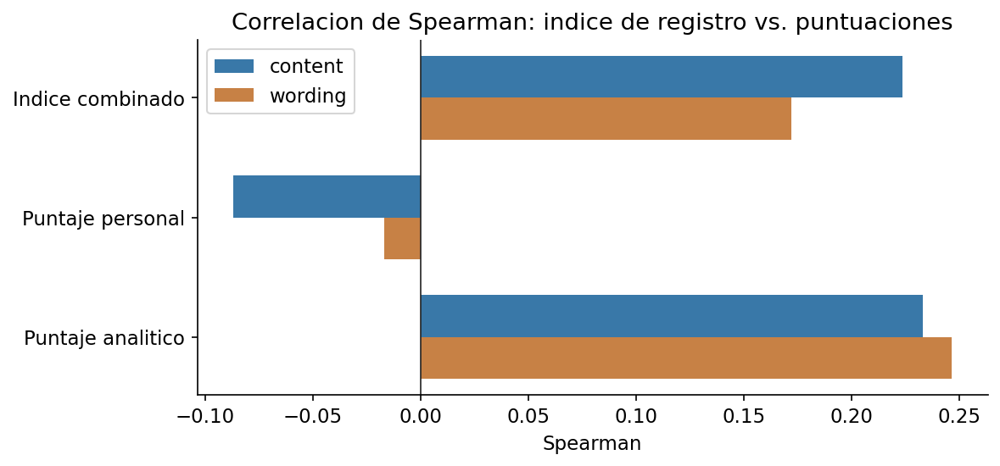 Correlacion de Spearman: indice de registro vs. puntuaciones
content
wording
Indice combinado
Puntaje personal
Puntaje analitico
−0.10 −0.05 0.00 0.05 0.10 0.15 0.20 0.25
Spearman